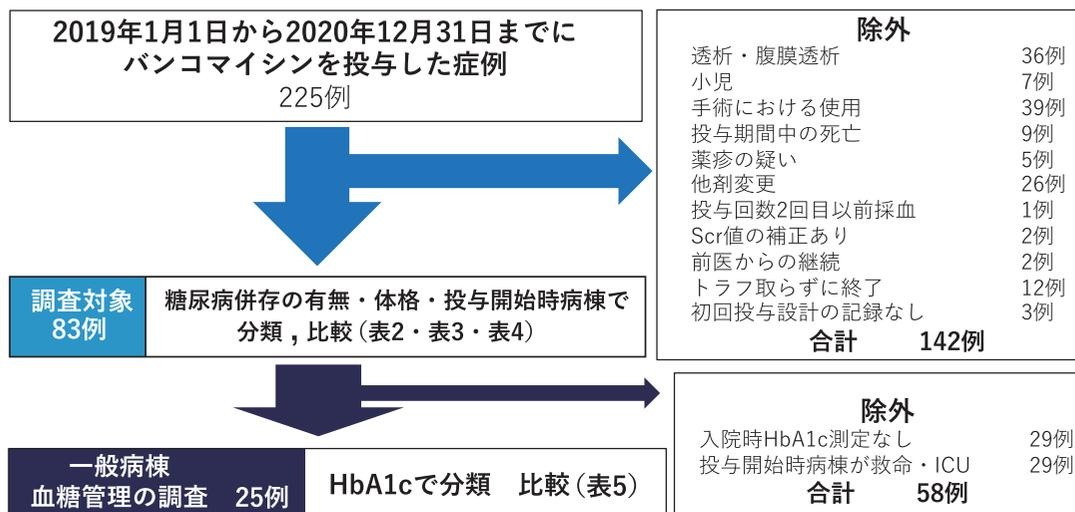 2019年1月1日から2020年12月31日までに
バンコマイシンを投与した症例
225例
除外
透析・腹膜透析 36例
小児 7例
手術における使用 39例
投与期間中の死亡 9例
薬疹の疑い 5例
他剤変更 26例
投与回数2回目以前採血 1例
Scr値の補正あり 2例
前医からの継続 2例
トラフ取らずに終了 12例
初回投与設計の記録なし 3例
合計 142例
調査対象
83例
糖尿病併存の有無・体格・投与開始時病棟で
分類，比較（表2・表3・表4）
除外
入院時HbA1c測定なし 29例
投与開始時病棟が救命・ICU 29例
合計 58例
一般病棟
血糖管理の調査 25例
HbA1cで分類 比較（表5）